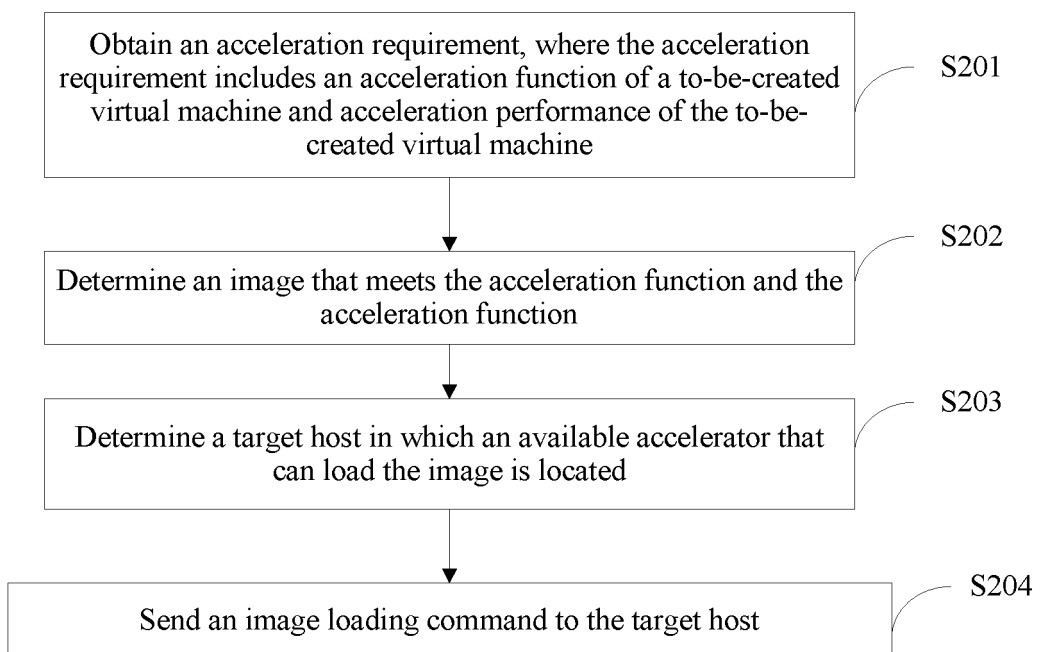 Obtain an acceleration requirement, where the acceleration
requirement includes an acceleration function of a to-be-created
virtual machine and acceleration performance of the to-be-
created virtual machine
S201
S202
Determine an image that meets the acceleration function and the
acceleration function
S203
Determine a target host in which an available accelerator that
can load the image is located
S204
Send an image loading command to the target host